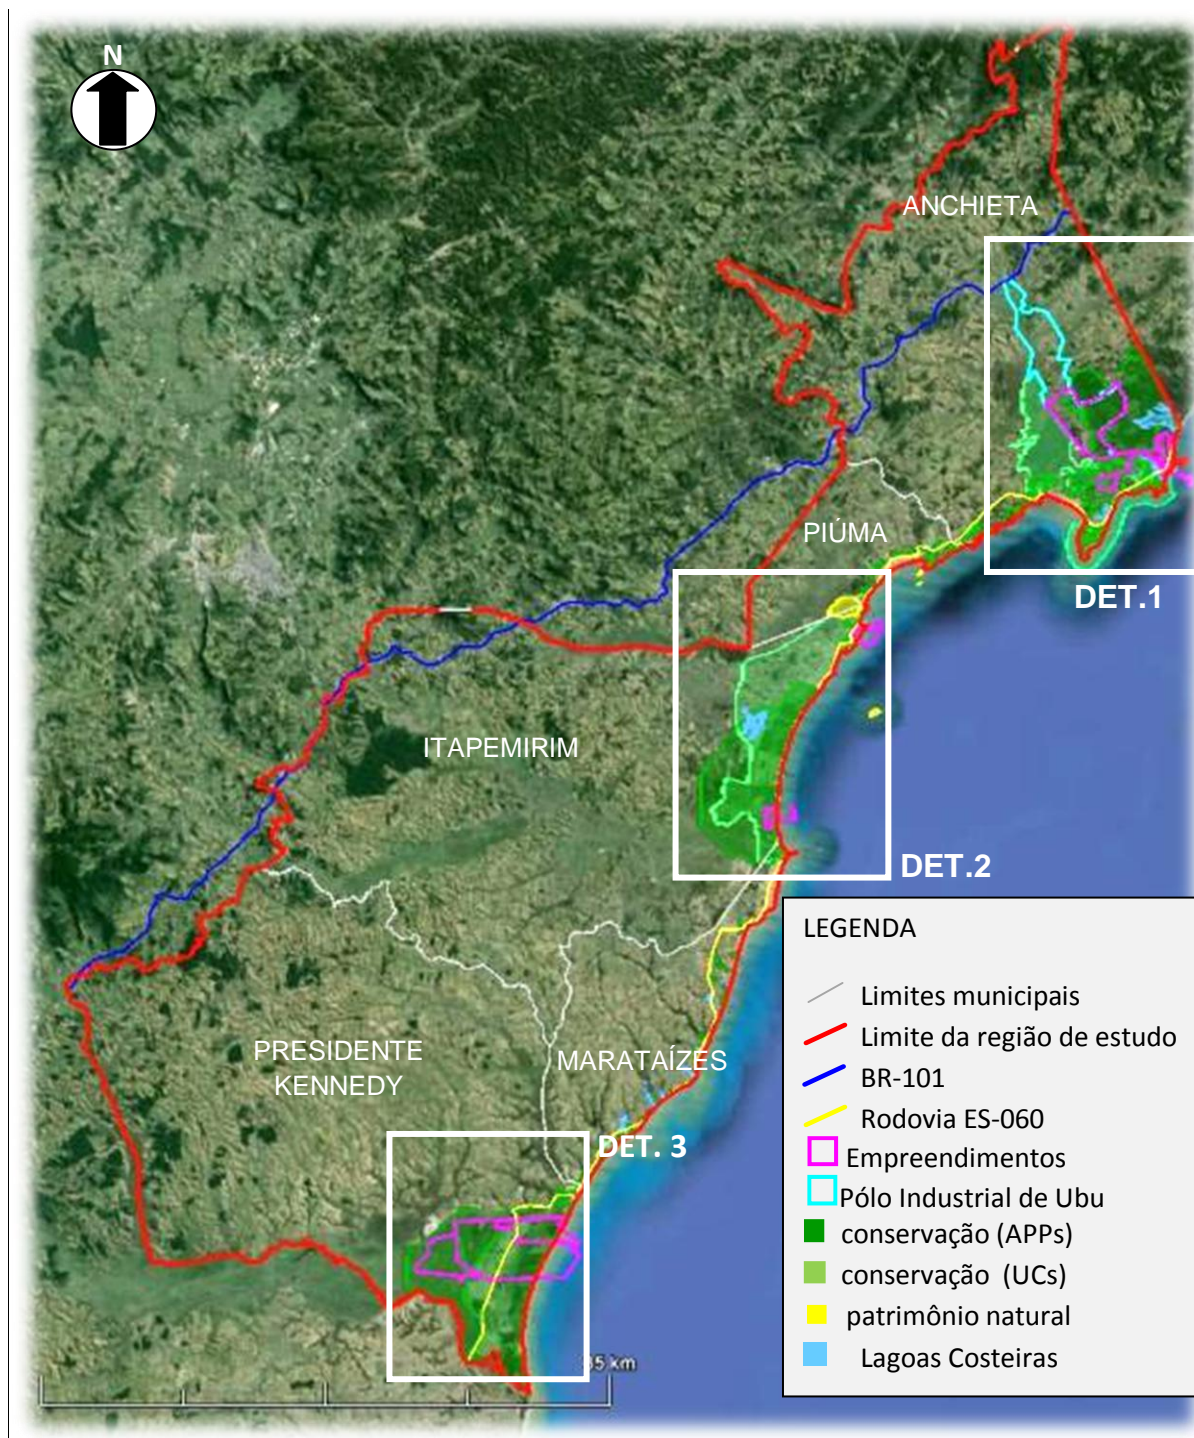 N
ANCHIETA
PIÚMA
DET.1
ITAPEMIRIM
DET.2
LEGENDA
Limites municipais
Limite da região de estudo
BR-101
Rodovia ES-060
Empreendimentos
Pólo Industrial de Ubu
conservação (APPs)
conservação (UCs)
patrimônio natural
Lagoas Costeiras
PRESIDENTE
KENNEDY
MARATAÍZES
DET. 3
km